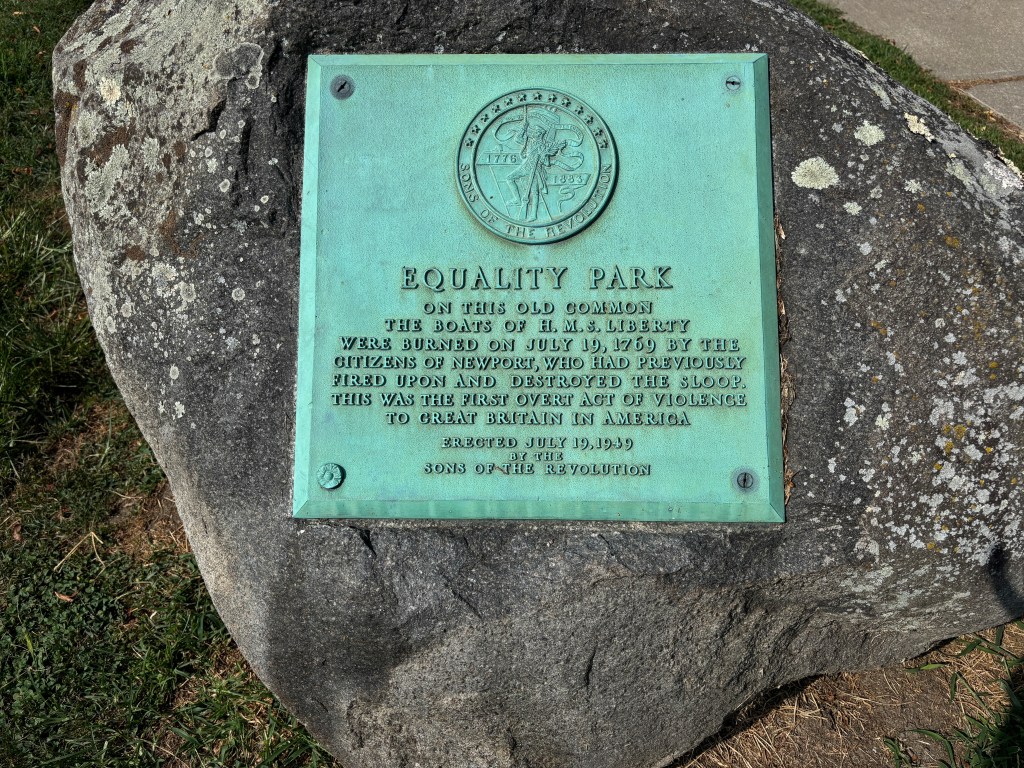 1776
1883
SONS OF THE REVOLUTION
EQUALITY PARK
ON THIS OLD COMMON
THE BOATS OF H.M.S. LIBERTY
WERE BURNED ON JULY 19, 1769 BY THE
CITIZENS OF NEWPORT, WHO HAD PREVIOUSLY
FIRED UPON AND DESTROYED THE SLOOP.
THIS WAS THE FIRST OVERT ACT OF VIOLENCE
TO GREAT BRITAIN IN AMERICA
ERECTED JULY 19, 1949
BY THE
SONS OF THE REVOLUTION